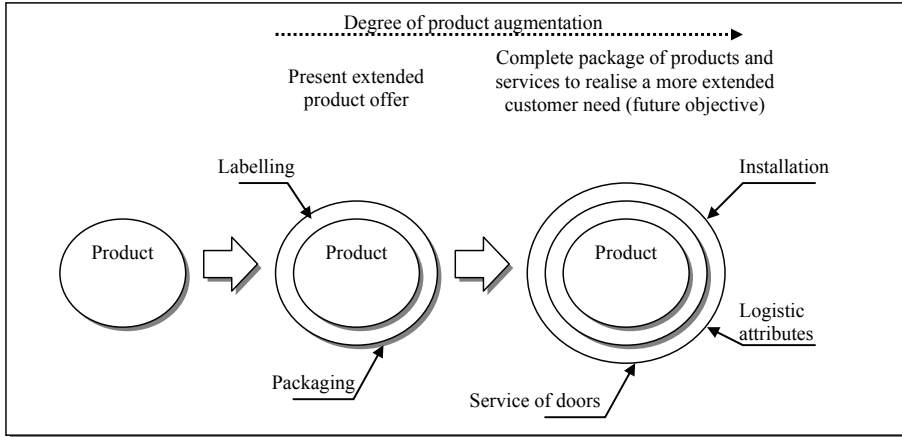 Degree of product augmentation
Present extended
product offer
Complete package of products and
services to realise a more extended
customer need (future objective)
Labelling
Installation
Product
Product
Product
Logistic
attributes
Packaging
Service of doors